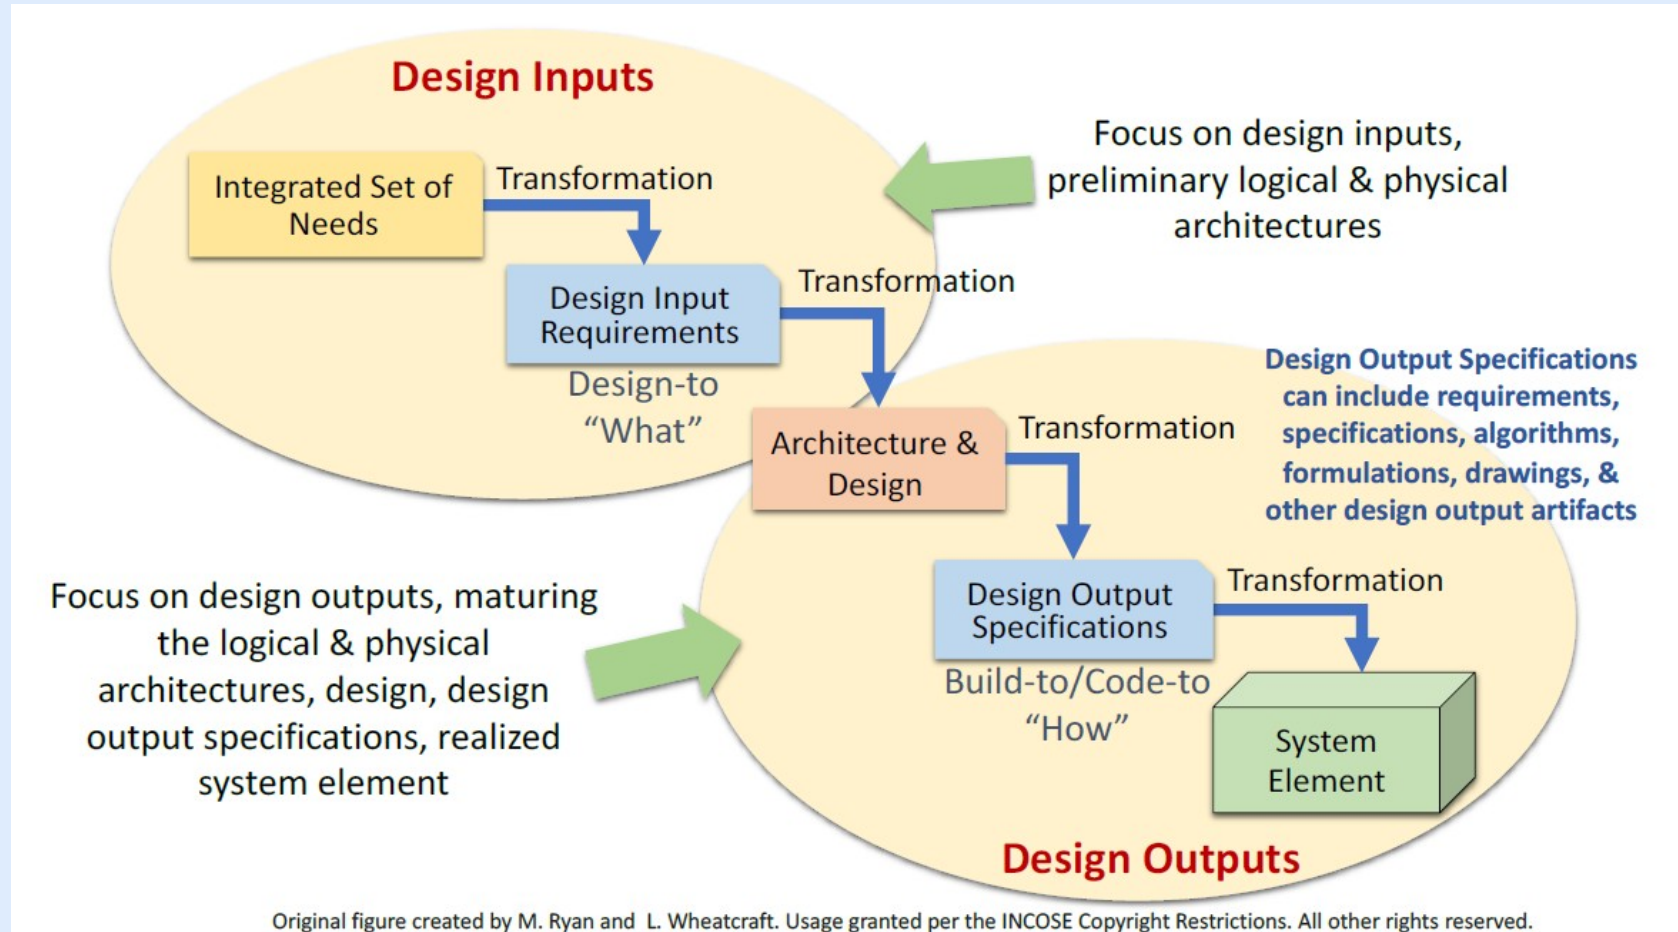 Design Inputs
Integrated Set of
Needs
Transformation
Focus on design inputs,
preliminary logical & physical
architectures
Design Input
Requirements
Transformation
Design-to
“What”
Architecture &
Design
Transformation
Design Output Specifications
can include requirements,
specifications, algorithms,
formulations, drawings, &
other design output artifacts
Focus on design outputs, maturing
the logical & physical
architectures, design, design
output specifications, realized
system element
Design Output
Specifications
Transformation
Build-to/Code-to
“How”
System
Element
Design Outputs
Original figure created by M. Ryan and L. Wheatcraft. Usage granted per the INCOSE Copyright Restrictions. All other rights reserved.